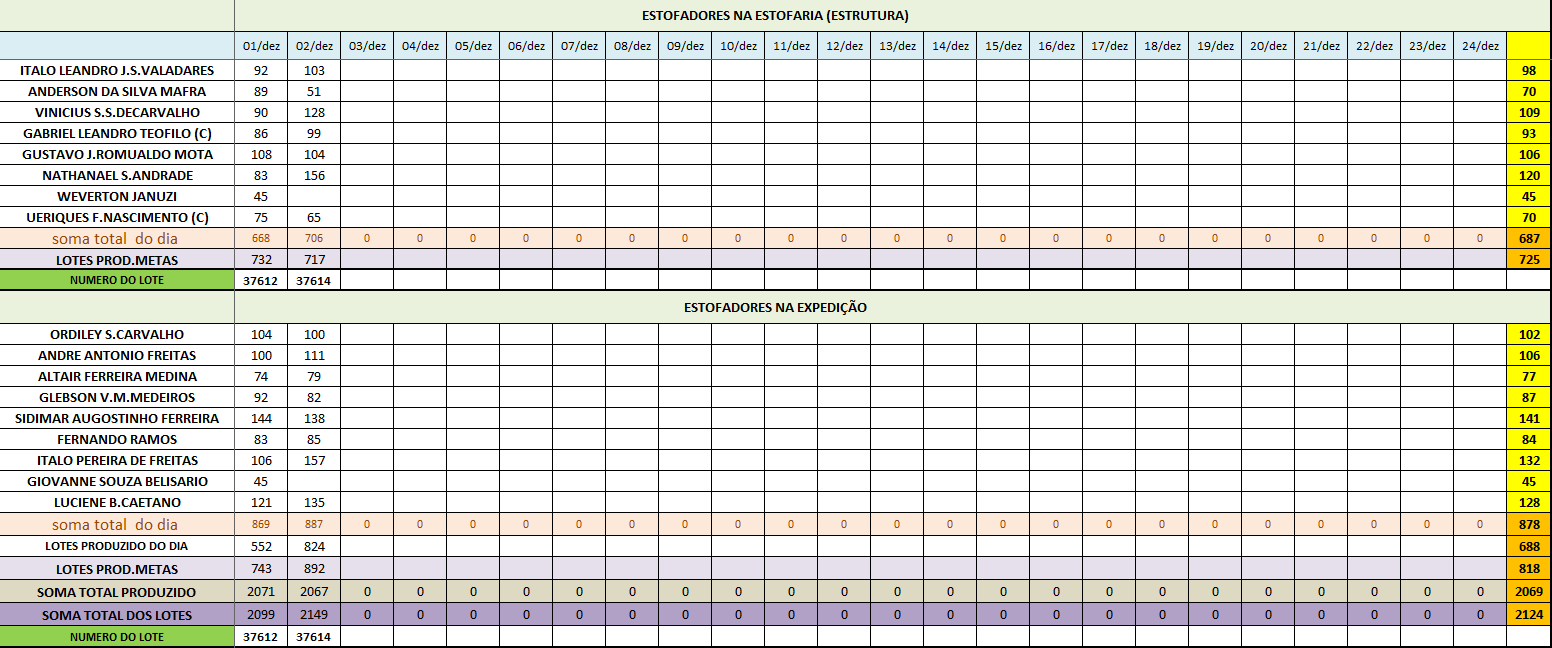 ESTOFADORES NA ESTOFARIA (ESTRUTURA)
01/dez 02/dez 03/dez 04/dez 05/dez 06/dez 07/dez 08/dez 09/dez 10/dez 11/dez 12/dez 13/dez 14/dez 15/dez 16/dez 17/dez 18/dez 19/dez 20/dez 21/dez 22/dez 23/dez 24/dez
ITALO LEANDRO J.S.VALADARES 92 103 98
ANDERSON DA SILVA MAFRA 89 51 70
VINICIUS S.S.DECARVALHO 90 128 109
GABRIEL LEANDRO TEOFILO (C) 86 99 93
GUSTAVO J.ROMUALDO MOTA 108 104 106
NATHANAEL S.ANDRADE 83 156 120
WEVERTON JANUZI 45 45
UERIQUES F.NASCIMENTO (C) 75 65 70
soma total do dia 668 706 0 0 0 0 0 0 0 0 0 0 0 0 0 0 0 0 0 0 0 0 0 0 687
LOTES PROD.METAS 732 717 725
NUMERO DO LOTE 37612 37614
ESTOFADORES NA EXPEDIÇÃO
ORDILEY S.CARVALHO 104 100 102
ANDRE ANTONIO FREITAS 100 111 106
ALTAIR FERREIRA MEDINA 74 79 77
GLEBSON V.M.MEDEIROS 92 82 87
SIDIMAR AUGOSTINHO FERREIRA 144 138 141
FERNANDO RAMOS 83 85 84
ITALO PEREIRA DE FREITAS 106 157 132
GIOVANNE SOUZA BELISARIO 45 45
LUCIENE B.CAETANO 121 135 128
soma total do dia 869 887 0 0 0 0 0 0 0 0 0 0 0 0 0 0 0 0 0 0 0 0 0 0 878
LOTES PRODUZIDO DO DIA 552 824 688
LOTES PROD.METAS 743 892 818
SOMA TOTAL PRODUZIDO 2071 2067 0 0 0 0 0 0 0 0 0 0 0 0 0 0 0 0 0 0 0 0 0 0 2069
SOMA TOTAL DOS LOTES 2099 2149 0 0 0 0 0 0 0 0 0 0 0 0 0 0 0 0 0 0 0 0 0 0 2124
NUMERO DO LOTE 37612 37614